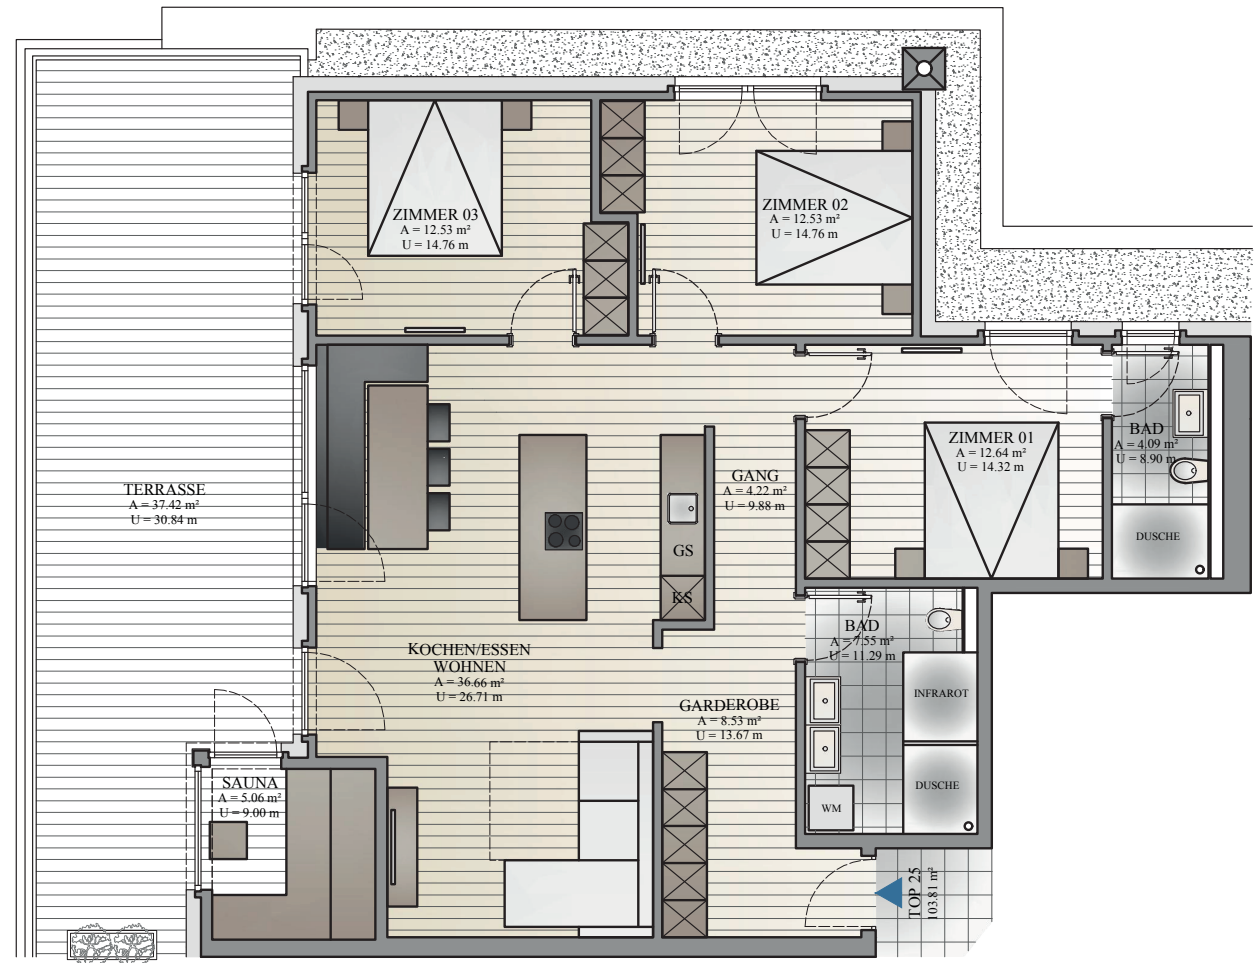 ZIMMER 03
A = 12.53 m²
U = 14.76 m
ZIMMER 02
A = 12.53 m²
U = 14.76 m
ZIMMER 01
A = 12.64 m²
U = 14.32 m
BAD
A = 4.09 m²
U = 8.90 m
DUSCHE
TERRASSE
A = 37.42 m²
U = 30.84 m
GANG
A = 4.22 m²
U = 9.88 m
GS
KS
KOCHEN/ESSEN
WOHNEN
A = 36.66 m²
U = 26.71 m
BAD
A = 7.55 m²
U = 11.29 m
INFRAROT
DUSCHE
WM
GARDEROBE
A = 8.53 m²
U = 13.67 m
SAUNA
A = 5.06 m²
U = 9.00 m
TOP 25
103.81 m²